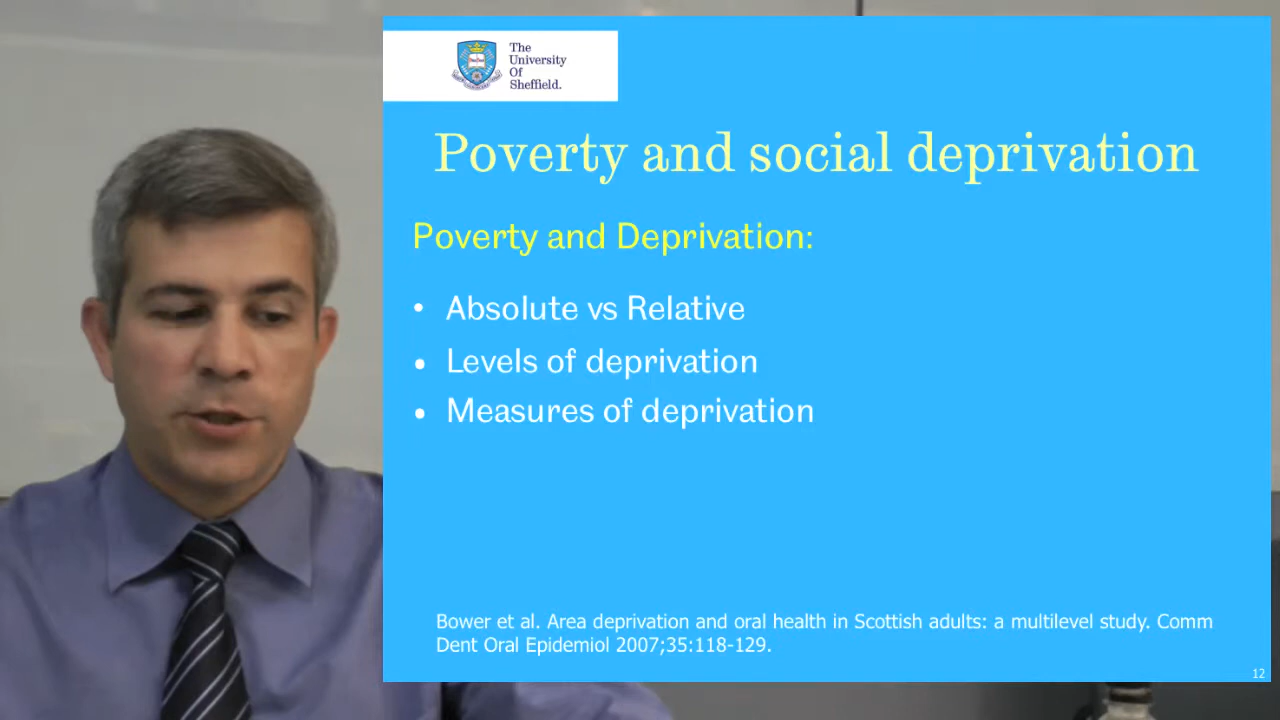 The
University
Of
Sheffield.
Poverty and social deprivation
Poverty and Deprivation:
• Absolute vs Relative
• Levels of deprivation
• Measures of deprivation
Bower et al. Area deprivation and oral health in Scottish adults: a multilevel study. Comm
Dent Oral Epidemiol 2007;35:118-129.
12